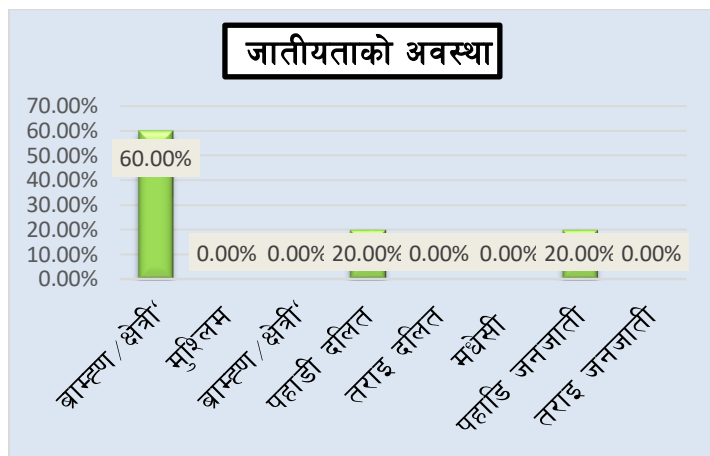 जातीयताको अवस्था
70.00%
60.00%
50.00%
40.00%
30.00%
20.00%
10.00%
0.00%
60.00%
0.00%
0.00%
20.00%
0.00%
0.00%
20.00%
0.00%
ब्राम्ह्ण/क्षेत्री‘
मुश्लिम
ब्राम्ह्ण/क्षेत्री‘
पहाडी दलित
तराइ दलित
मधेसी
पहाडि जनजाती
तराइ जनजाती